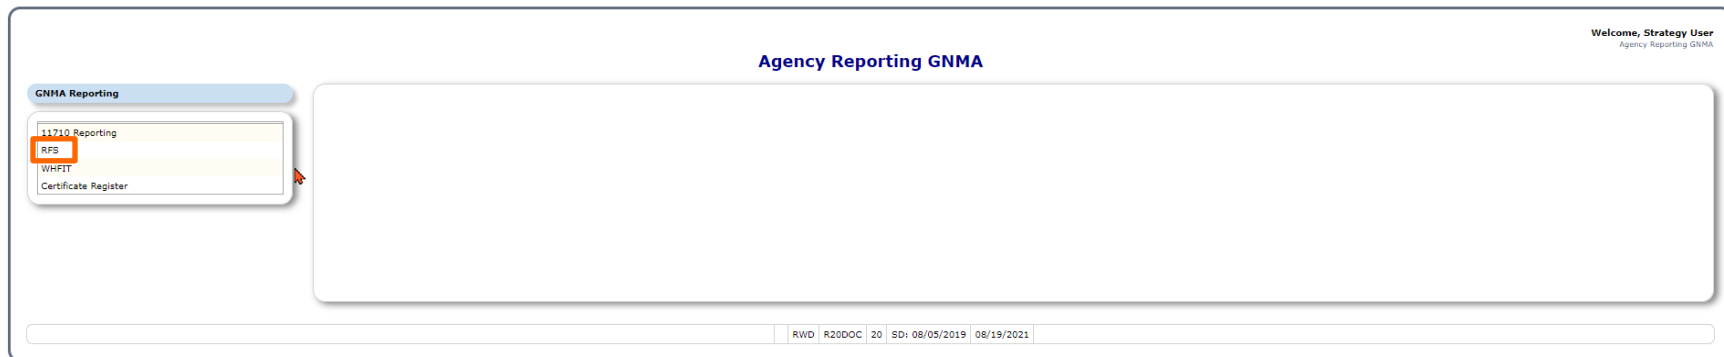 Welcome, Strategy User
Agency Reporting GNMA
Agency Reporting GNMA
GNMA Reporting
11710 Reporting
RFS
WHFIT
Certificate Register
RWD R20DOC 20 SD: 08/05/2019 08/19/2021